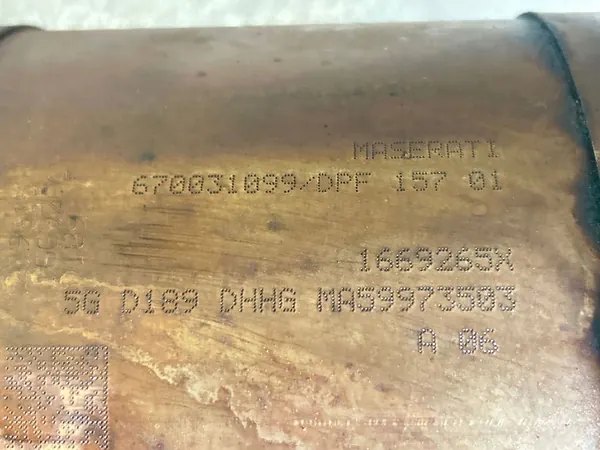 MASERATI
670031099/DPF 157 01
1669265X
5G D189 DHHG MA59973503
A 06